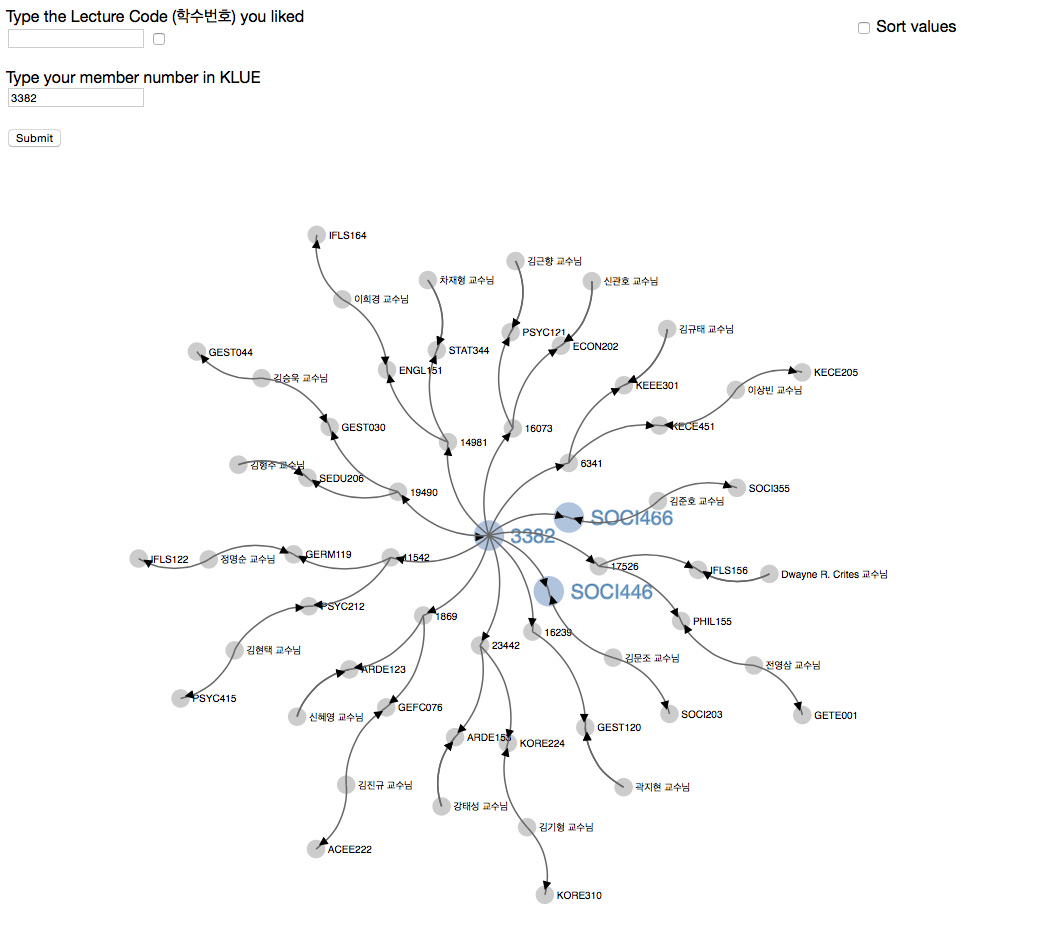 Type the Lecture Code (학수번호) you liked
Sort values
Type your member number in KLUE
3382
Submit
IFLS164
김근향 교수님
차재형 교수님
신관호 교수님
이희경 교수님
김규태 교수님
PSYC121
ECON202
STAT344
GEST044
ENGL151
KECE205
김승욱 교수님
KEEE301
이상빈 교수님
GEST030
16073
KECE451
14981
6341
김형주 교수님
SEDU206
SOCI355
19490
김준호 교수님
SOCI466
3382
GERM119
IFLS122
정명순 교수님
11542
17526
IFLS156
Dwayne R. Crites 교수님
SOCI446
PSYC212
1869
PHIL155
16239
23442
김현택 교수님
김문조 교수님
전영삼 교수님
ARDE123
PSYC415
GEFC076
신혜영 교수님
SOCI203
GETE001
GEST120
ARDE153
KORE224
김진규 교수님
곽지현 교수님
강태성 교수님
김기형 교수님
ACEE222
KORE310